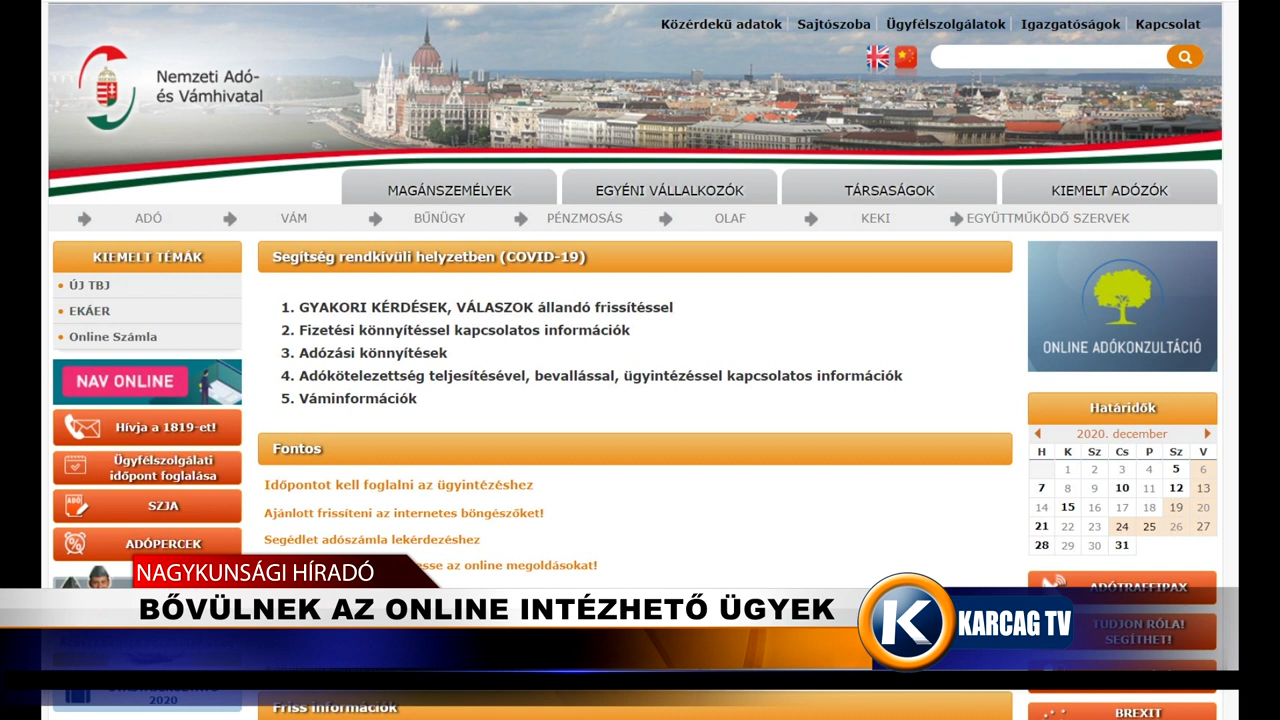 Közérdekű adatok Sajtószoba Ügyfélszolgálatok Igazgatóságok Kapcsolat
Nemzeti Adó-
és Vámhivatal
MAGÁNSZEMÉLYEK EGYÉNI VÁLLALKOZÓK TÁRSASÁGOK KIEMELT ADÓZÓK
ADÓ VÁM BŰNÜGY PÉNZMOSÁS OLAF KEKI EGYÜTTMŰKÖDŐ SZERVEK
KIEMELT TÉMÁK
ÚJ TBJ
EKÁER
Online Számla
NAV ONLINE
Hívja a 1819-et!
Ügyfélszolgálati
időpont foglalása
ADÓ
SZJA
ADÓPERCEK
Segítség rendkívüli helyzetben (COVID-19)
1. GYAKORI KÉRDÉSEK, VÁLASZOK állandó frissítéssel
2. Fizetési könnyítéssel kapcsolatos információk
3. Adózási könnyítések
4. Adókötelezettség teljesítésével, bevallással, ügyintézéssel kapcsolatos információk
5. Váminformációk
Fontos
Időpontot kell foglalni az ügyintézéshez
Ajánlott frissíteni az internetes böngészőket!
Segédlet adószámla lekérdezéshez
esse az online megoldásokat!
ONLINE ADÓKONZULTÁCIÓ
Határidők
2020. december
H K Sz Cs P Sz V
1 2 3 4 5 6
7 8 9 10 11 12 13
14 15 16 17 18 19 20
21 22 23 24 25 26 27
28 29 30 31
ADÓTRAFFIPAX
TUDJON RÓLA!
SEGÍTHET!
NAGYKUNSÁGI HÍRADÓ
BŐVÜLNEK AZ ONLINE INTÉZHETŐ ÜGYEK
K KARCAG TV
2020
Friss információk
BREXIT